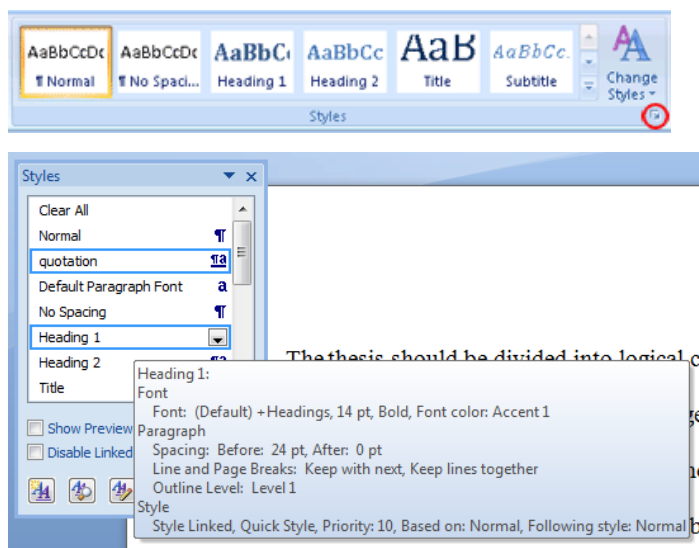 AaBbCcDc AaBbCcDc AaBbC AaBbCc AaB AaBbCc.
¶ Normal ¶ No Spaci... Heading 1 Heading 2 Title Subtitle Change Styles
Styles
Styles
Clear All
Normal ¶
quotation ¶a
Default Paragraph Font a
No Spacing ¶
Heading 1
Heading 2 ¶a
Title
Show Preview
Disable Linked
The thesis should be divided into logical c
Heading 1:
Font
Font: (Default) +Headings, 14 pt, Bold, Font color: Accent 1
Paragraph
Spacing: Before: 24 pt, After: 0 pt
Line and Page Breaks: Keep with next, Keep lines together
Outline Level: Level 1
Style
Style Linked, Quick Style, Priority: 10, Based on: Normal, Following style: Normal